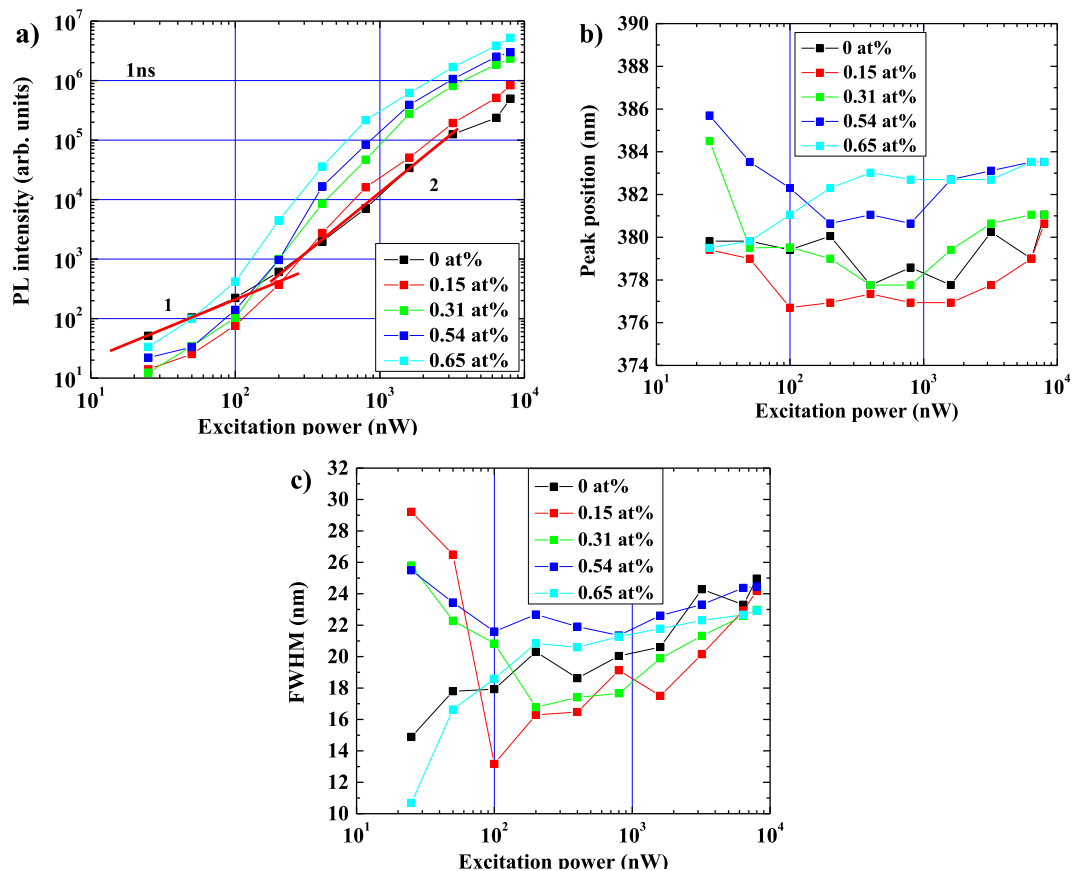 a)
PL intensity (arb. units)
10^7
10^6
10^5
10^4
10^3
10^2
10^1
1ns
1
2
0 at%
0.15 at%
0.31 at%
0.54 at%
0.65 at%
10^1 10^2 10^3 10^4
Excitation power (nW)
b)
Peak position (nm)
390
388
386
384
382
380
378
376
374
0 at%
0.15 at%
0.31 at%
0.54 at%
0.65 at%
10^1 10^2 10^3 10^4
Excitation power (nW)
c)
FWHM (nm)
32
30
28
26
24
22
20
18
16
14
12
10
0 at%
0.15 at%
0.31 at%
0.54 at%
0.65 at%
10^1 10^2 10^3 10^4
Excitation power (nW)